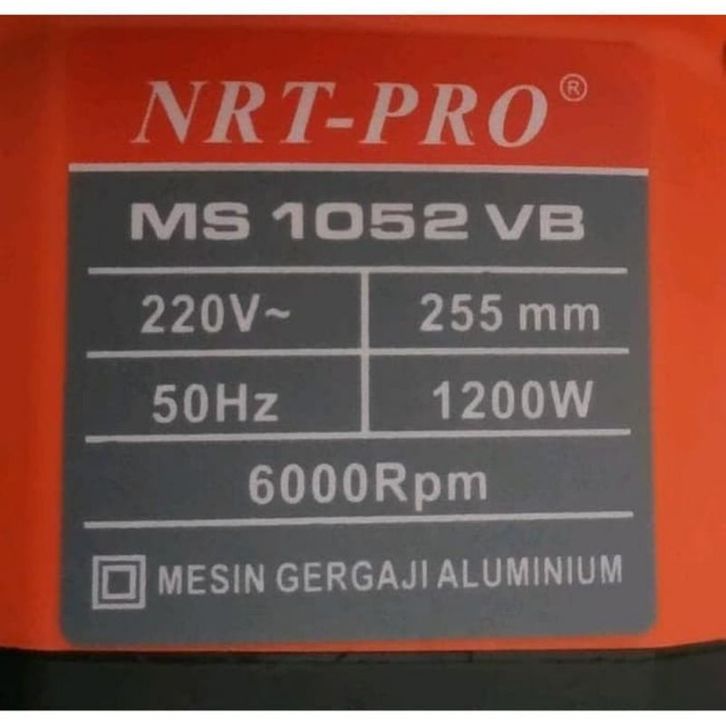 NRT-PRO®
MS 1052 VB
220V~ 255 mm
50Hz 1200W
6000Rpm
MESIN GERGAJI ALUMINIUM